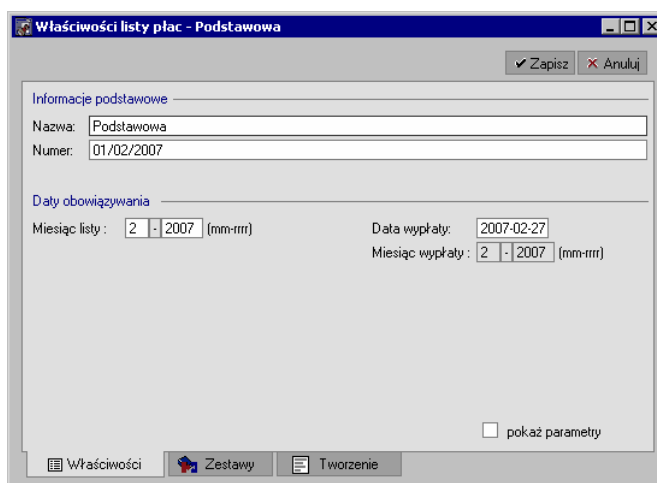 Właściwości listy płac - Podstawowa
Zapisz Anuluj
Informacje podstawowe
Nazwa: Podstawowa
Numer: 01/02/2007
Daty obowiązywania
Miesiąc listy : 2 - 2007 (mm-rrrr) Data wypłaty: 2007-02-27
Miesiąc wypłaty : 2 - 2007 (mm-rrrr)
pokaż parametry
Właściwości Zestawy Tworzenie